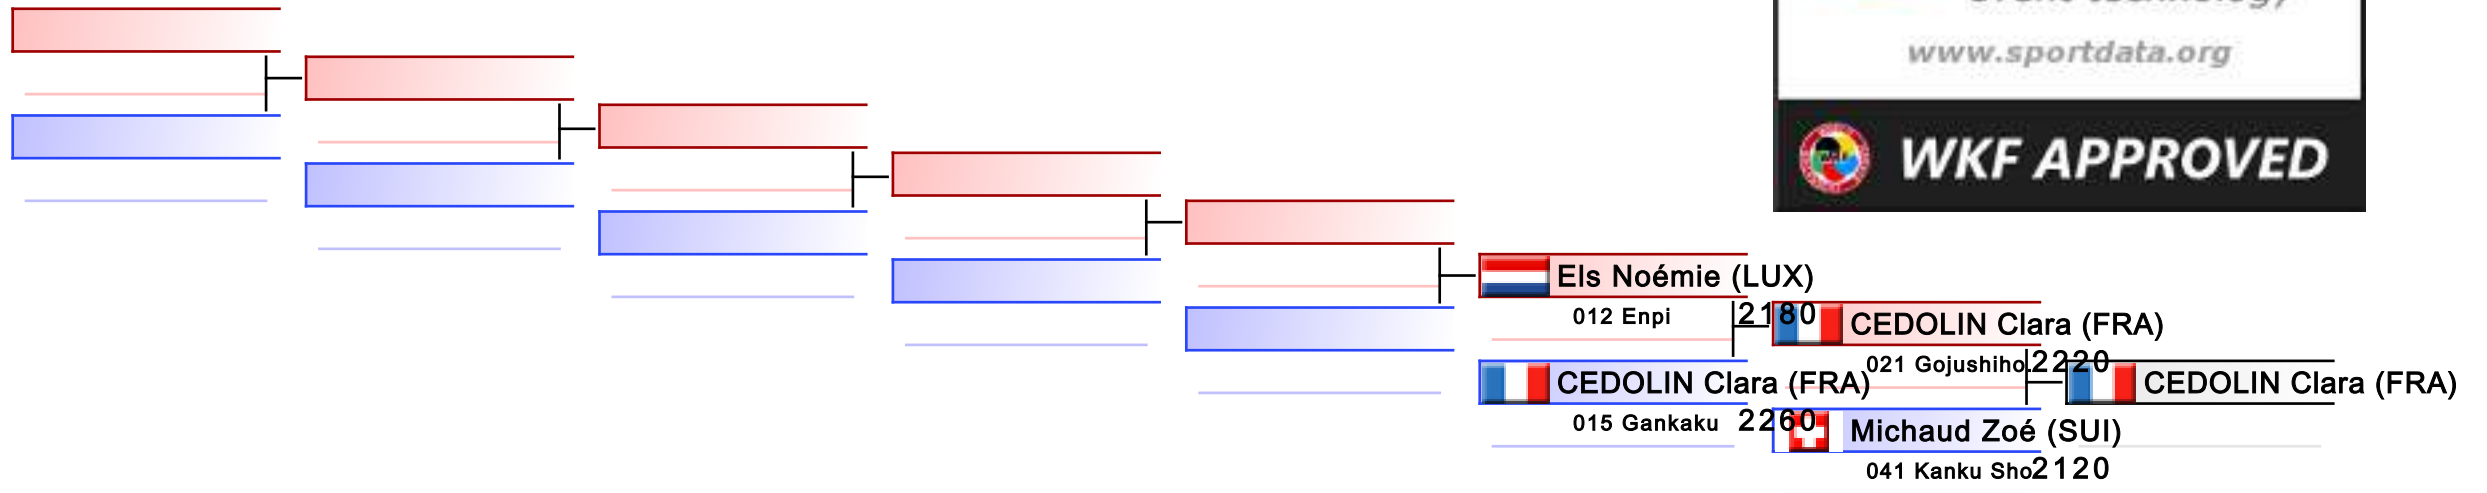 www.sportdata.org
WKF APPROVED
Els Noémie (LUX)
012 Enpi 2180
CEDOLIN Clara (FRA)
021 Gojushiho. 2220
CEDOLIN Clara (FRA)
CEDOLIN Clara (FRA)
015 Gankaku 2260
Michaud Zoé (SUI)
041 Kanku Sho 2120